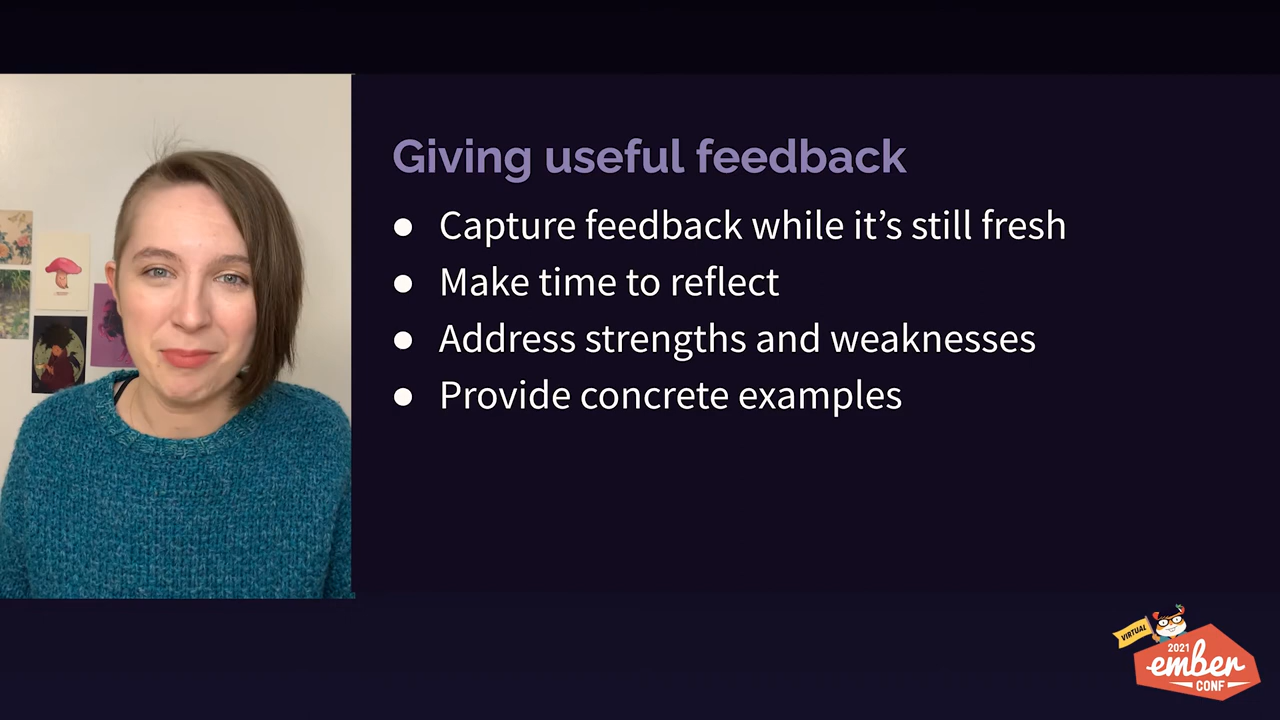 Giving useful feedback
● Capture feedback while it’s still fresh
● Make time to reflect
● Address strengths and weaknesses
● Provide concrete examples
VIRTUAL
2021
ember
CONF